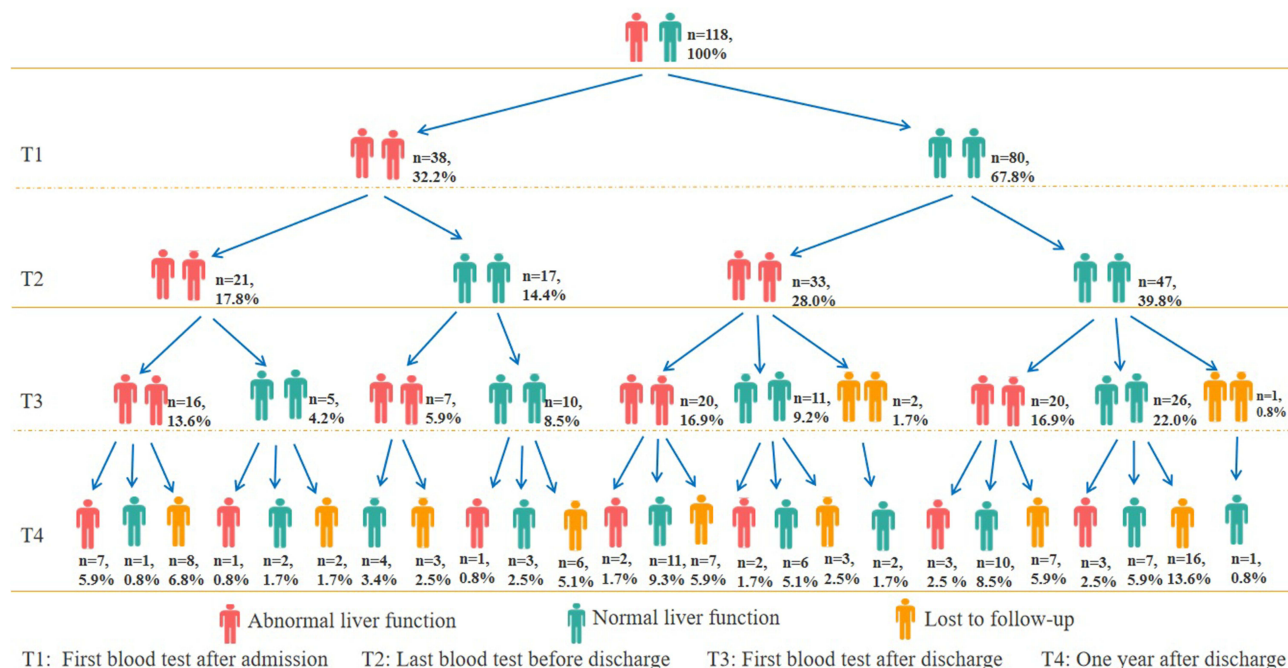 n=118,
100%
T1
n=38,
32.2%
n=80,
67.8%
T2
n=21,
17.8%
n=17,
14.4%
n=33,
28.0%
n=47,
39.8%
T3
n=16,
13.6%
n=5,
4.2%
n=7,
5.9%
n=10,
8.5%
n=20,
16.9%
n=11,
9.2%
n=2,
1.7%
n=20,
16.9%
n=26,
22.0%
n=1,
0.8%
T4
n=7,
5.9%
n=1,
0.8%
n=8,
6.8%
n=1,
0.8%
n=2,
1.7%
n=2,
1.7%
n=4,
3.4%
n=3,
2.5%
n=1,
0.8%
n=3,
2.5%
n=6,
5.1%
n=2,
1.7%
n=11,
9.3%
n=7,
5.9%
n=2,
1.7%
n=6
5.1%
n=3,
2.5%
n=2,
1.7%
n=3,
2.5 %
n=10,
8.5%
n=7,
5.9%
n=3,
2.5%
n=7,
5.9%
n=16,
13.6%
n=1,
0.8%
Abnormal liver function
Normal liver function
Lost to follow-up
T1: First blood test after admission T2: Last blood test before discharge T3: First blood test after discharge T4: One year after discharge